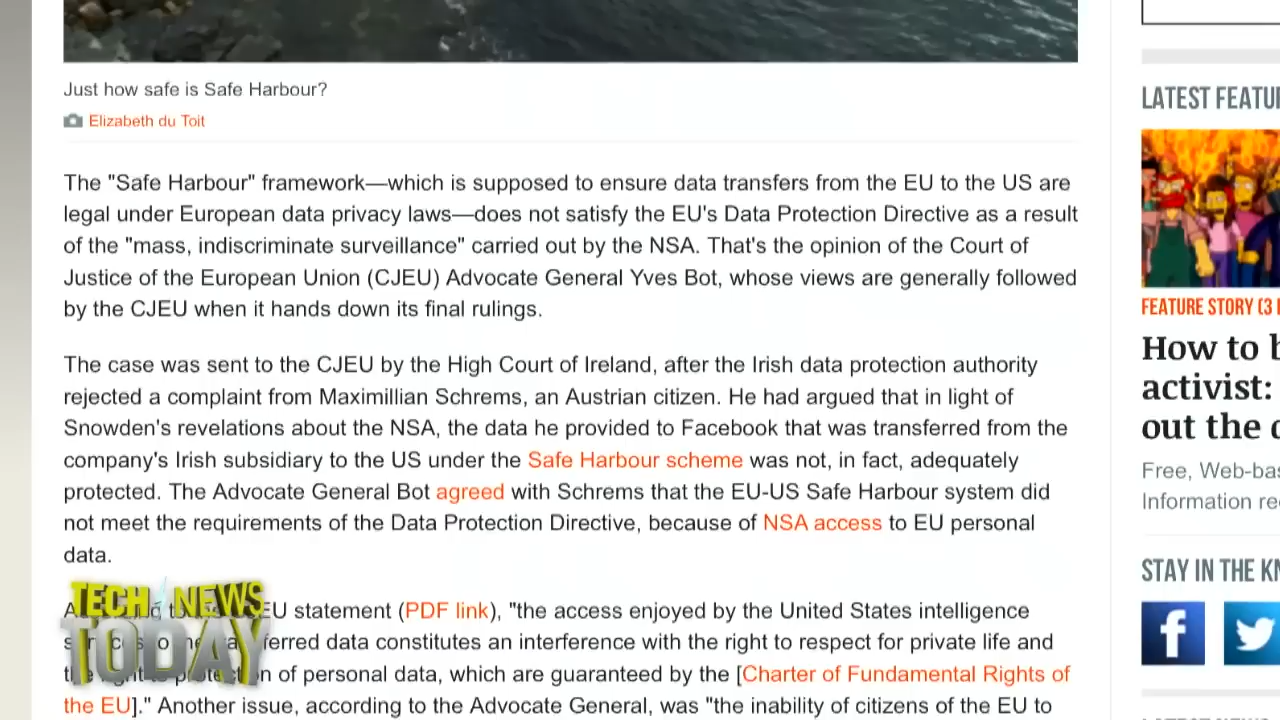 Just how safe is Safe Harbour?
Elizabeth du Toit
The "Safe Harbour" framework—which is supposed to ensure data transfers from the EU to the US are
legal under European data privacy laws—does not satisfy the EU's Data Protection Directive as a result
of the "mass, indiscriminate surveillance" carried out by the NSA. That's the opinion of the Court of
Justice of the European Union (CJEU) Advocate General Yves Bot, whose views are generally followed
by the CJEU when it hands down its final rulings.
The case was sent to the CJEU by the High Court of Ireland, after the Irish data protection authority
rejected a complaint from Maximillian Schrems, an Austrian citizen. He had argued that in light of
Snowden's revelations about the NSA, the data he provided to Facebook that was transferred from the
company's Irish subsidiary to the US under the Safe Harbour scheme was not, in fact, adequately
protected. The Advocate General Bot agreed with Schrems that the EU-US Safe Harbour system did
not meet the requirements of the Data Protection Directive, because of NSA access to EU personal
data.
EU statement (PDF link), "the access enjoyed by the United States intelligence
ferred data constitutes an interference with the right to respect for private life and
of personal data, which are guaranteed by the [Charter of Fundamental Rights of
the EU]." Another issue, according to the Advocate General, was "the inability of citizens of the EU to
TECH NEWS
TODAY
LATEST FEATU
FEATURE STORY (3
How to b
activist:
out the
Free, Web-bas
Information re
STAY IN THE KN